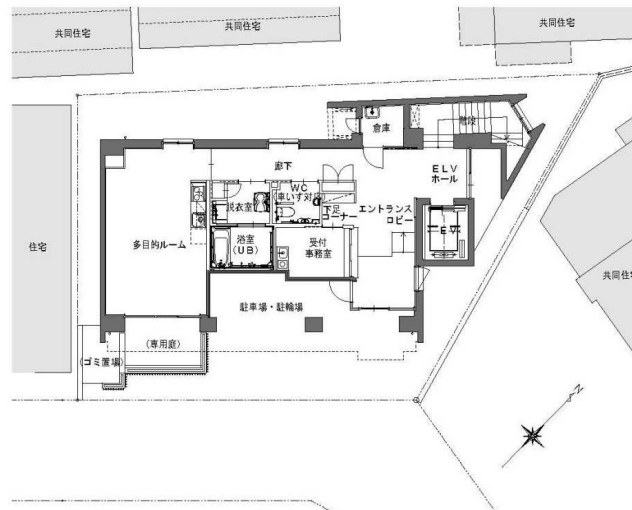 共同住宅
共同住宅
共同住宅
倉庫
階段
廊下
ELV
ホール
WC
(車いす対応)
脱衣室
下足
コーナー
エントランス
ロビー
EV
多目的ルーム
浴室
(UB)
受付
事務室
住宅
共同住宅
駐車場・駐輪場
(専用庭)
(ゴミ置場)
N